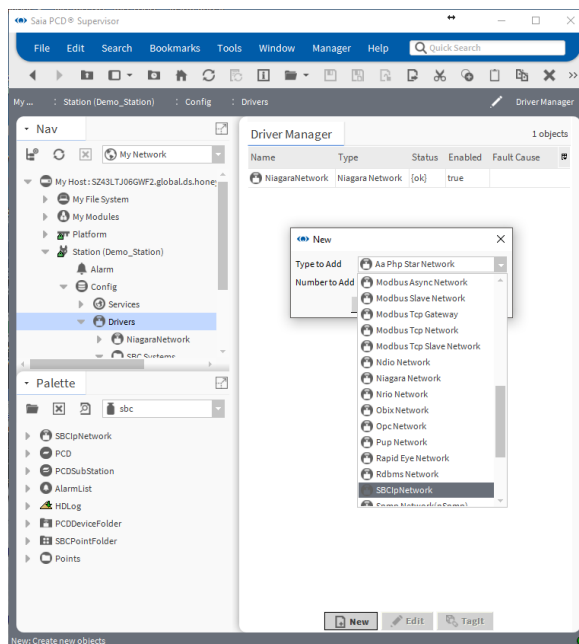 Saia PCD® Supervisor
File Edit Search Bookmarks Tools Window Manager Help Quick Search
My ... : Station (Demo_Station) : Config : Drivers Driver Manager
Nav
My Network
My Host : SZ43LTJ06GWF2.global.ds.hone
My File System
My Modules
Platform
Station (Demo_Station)
Alarm
Config
Services
Drivers
NiagaraNetwork
SBC Systems
Palette
sbc
SBCIpNetwork
PCD
PCDSubStation
AlarmList
HDLog
PCDDeviceFolder
SBCPointFolder
Points
Driver Manager 1 objects
Name Type Status Enabled Fault Cause
NiagaraNetwork Niagara Network {ok} true
New
Type to Add Aa Php Star Network
Number to Add
Modbus Async Network
Modbus Slave Network
Modbus Tcp Gateway
Modbus Tcp Network
Modbus Tcp Slave Network
Ndio Network
Niagara Network
Nrio Network
Obix Network
Opc Network
Pup Network
Rapid Eye Network
Rdbms Network
SBCIpNetwork
Snmp Network(nSnmp)
New Edit TagIt
New: Create new objects